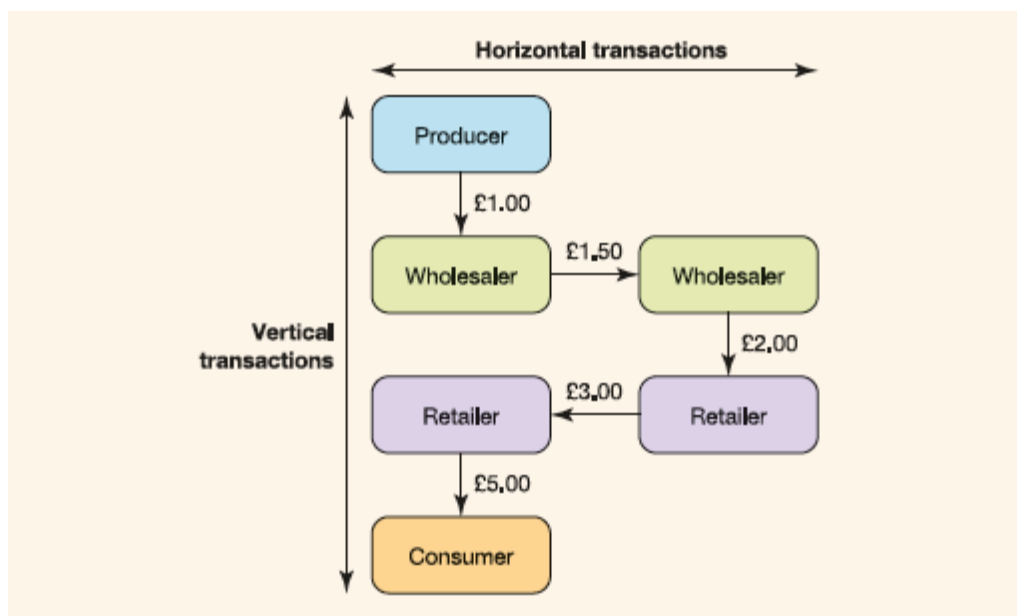 Horizontal transactions
Producer
£1.00
£1.50
Wholesaler
Wholesaler
Vertical
transactions
£2.00
£3.00
Retailer
Retailer
£5.00
Consumer